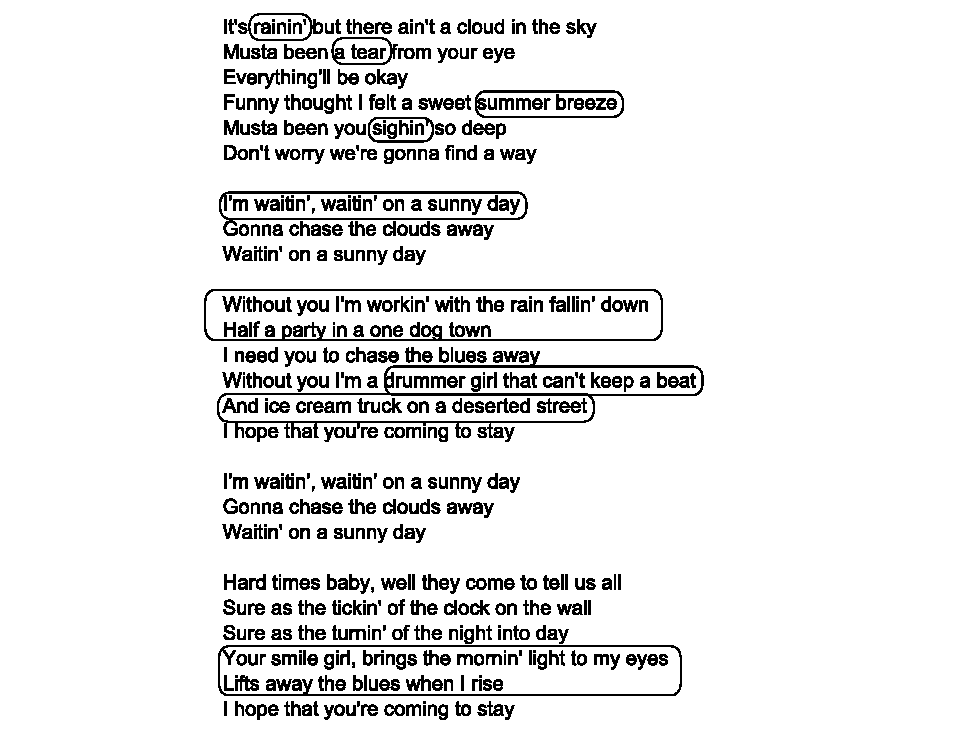 It's rainin' but there ain't a cloud in the sky
Musta been a tear from your eye
Everything'll be okay
Funny thought I felt a sweet summer breeze
Musta been you sighin' so deep
Don't worry we're gonna find a way
I'm waitin', waitin' on a sunny day
Gonna chase the clouds away
Waitin' on a sunny day
Without you I'm workin' with the rain fallin' down
Half a party in a one dog town
I need you to chase the blues away
Without you I'm a drummer girl that can't keep a beat
And ice cream truck on a deserted street
I hope that you're coming to stay
I'm waitin', waitin' on a sunny day
Gonna chase the clouds away
Waitin' on a sunny day
Hard times baby, well they come to tell us all
Sure as the tickin' of the clock on the wall
Sure as the turnin' of the night into day
Your smile girl, brings the mornin' light to my eyes
Lifts away the blues when I rise
I hope that you're coming to stay